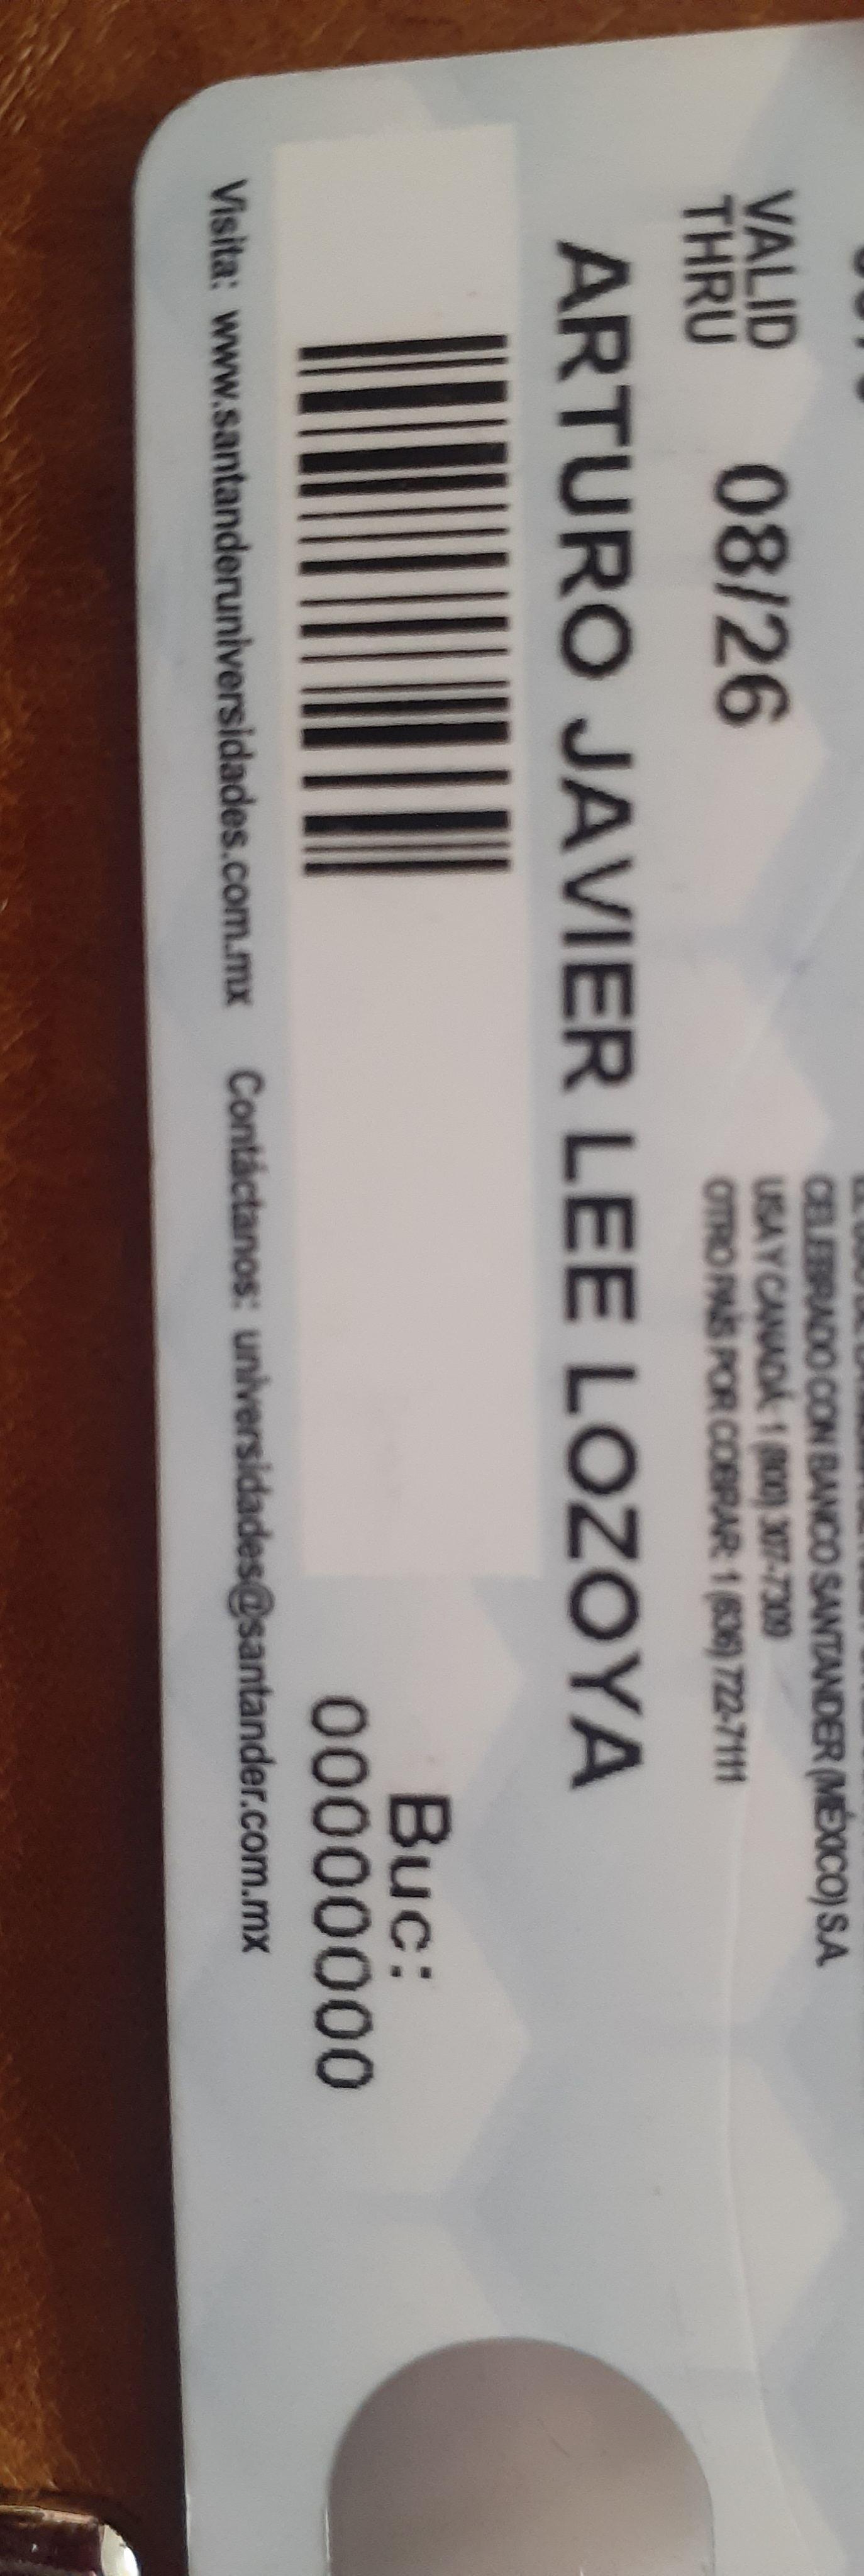 VALID
THRU 08/26
CELEBRADO CON BANCO SANTANDER (MÉXICO) S.A.
USA Y CANADÁ: 1 (800) 307-7309
OTRO PAÍS POR COBRAR: 1 (636) 722-7111
ARTURO JAVIER LEE LOZOYA
Buc:
00000000
Visita: www.santanderuniversidades.com.mx Contáctanos: universidades@santander.com.mx